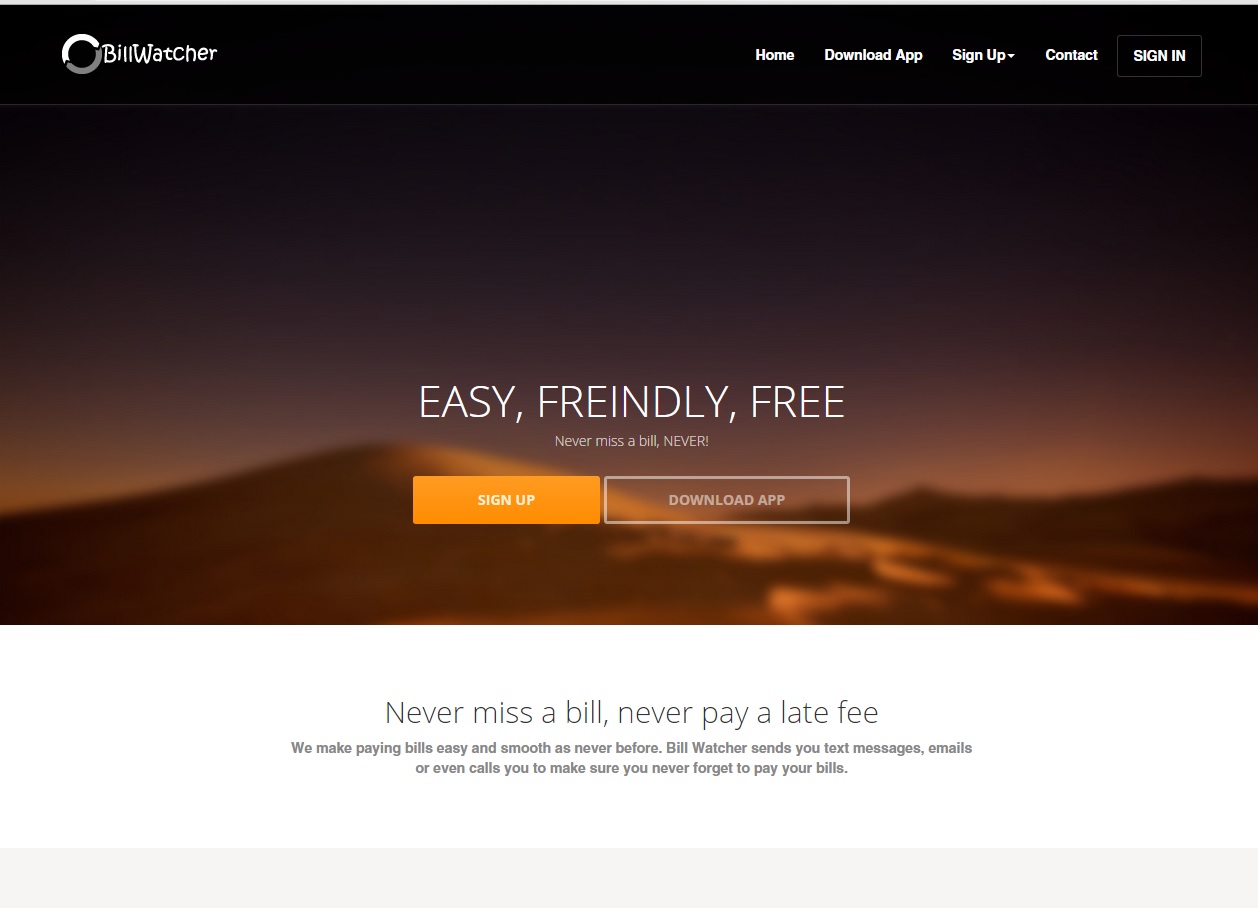 BillWatcher
Home Download App Sign Up Contact SIGN IN
EASY, FREINDLY, FREE
Never miss a bill, NEVER!
SIGN UP DOWNLOAD APP
Never miss a bill, never pay a late fee
We make paying bills easy and smooth as never before. Bill Watcher sends you text messages, emails
or even calls you to make sure you never forget to pay your bills.